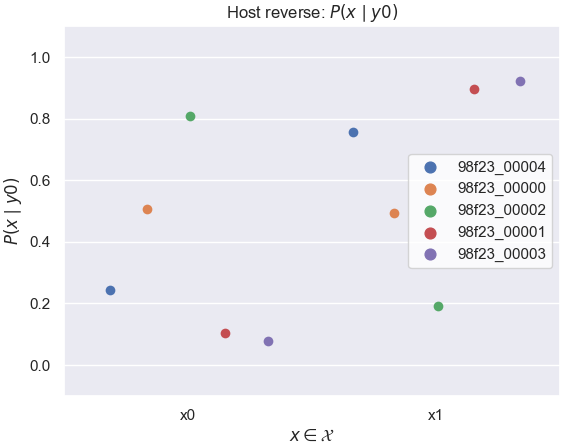 Host reverse: P(x | y0)
P(x | y0)
1.0
0.8
0.6
0.4
0.2
0.0
98f23_00004
98f23_00000
98f23_00002
98f23_00001
98f23_00003
x0 x1
x ∈ 𝒳